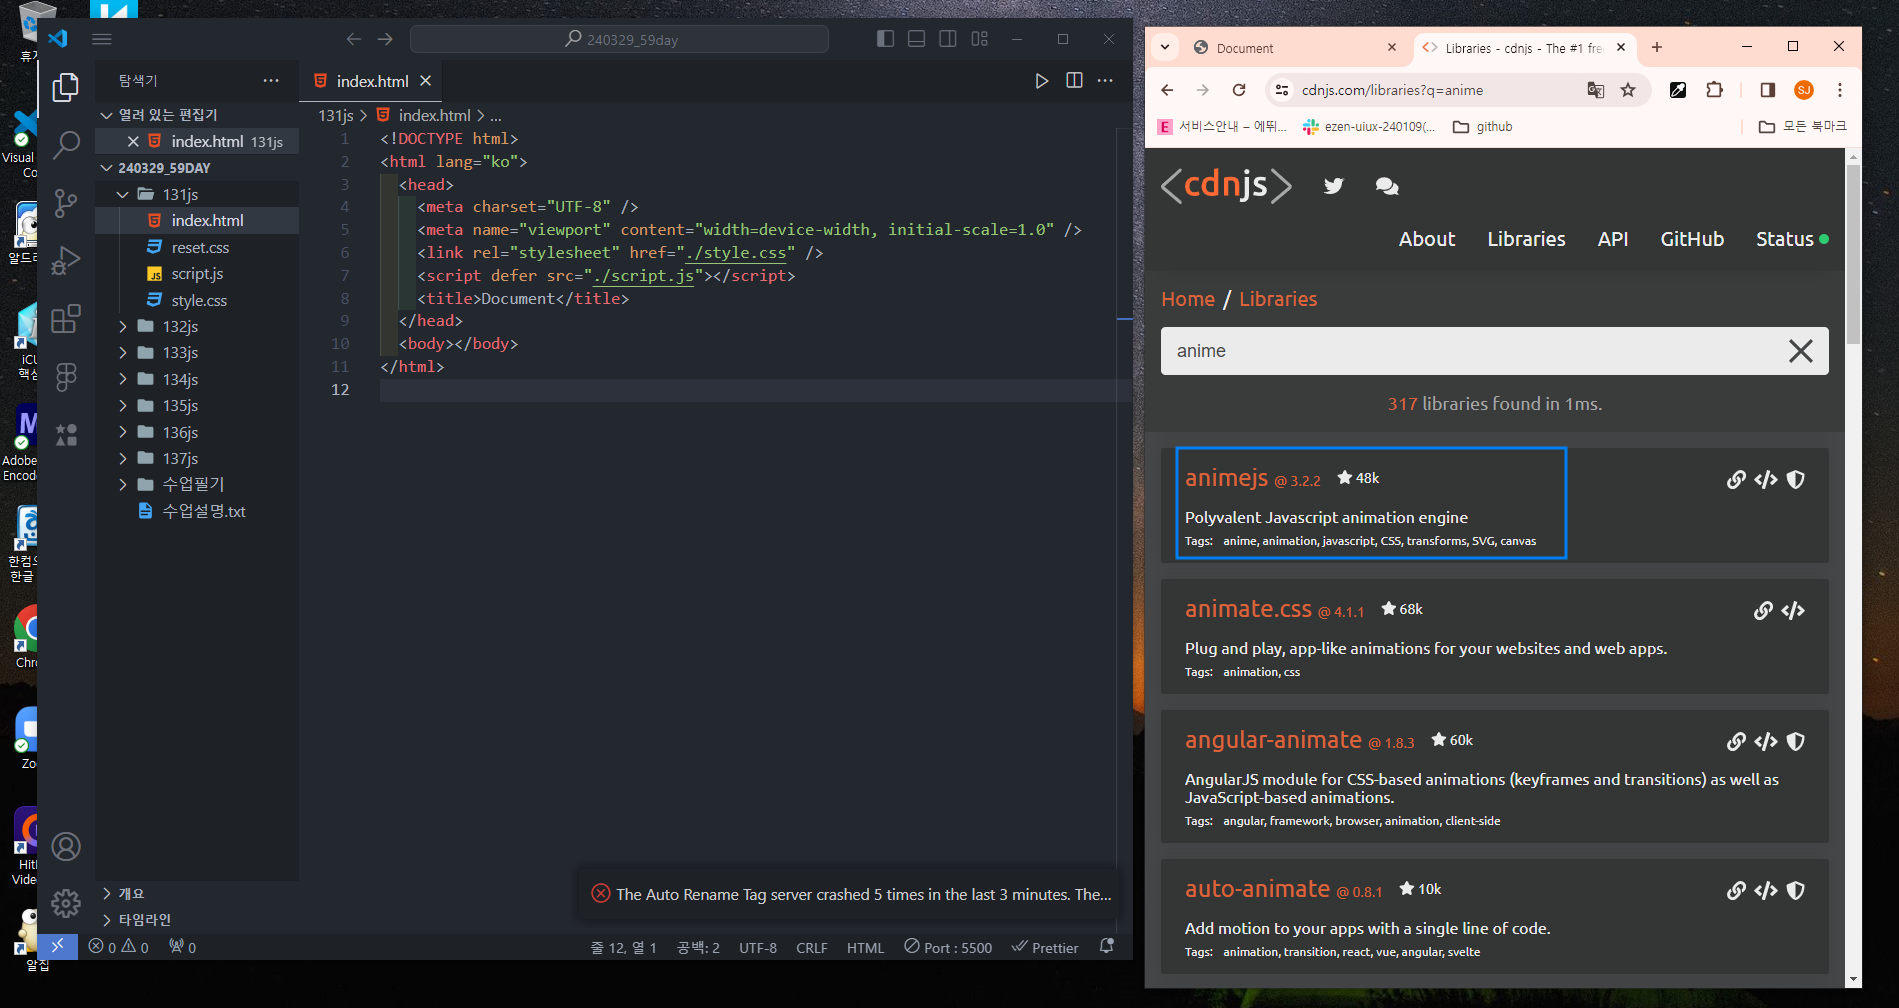 240329_59day
탐색기
index.html
열려 있는 편집기
index.html 131js
240329_59DAY
131js
index.html
reset.css
script.js
style.css
132js
133js
134js
135js
136js
137js
수업필기
수업설명.txt
개요
타임라인
131js > index.html > ...
1 <!DOCTYPE html>
2 <html lang="ko">
3 <head>
4 <meta charset="UTF-8" />
5 <meta name="viewport" content="width=device-width, initial-scale=1.0" />
6 <link rel="stylesheet" href="./style.css" />
7 <script defer src="./script.js"></script>
8 <title>Document</title>
9 </head>
10 <body></body>
11 </html>
12
The Auto Rename Tag server crashed 5 times in the last 3 minutes. The...
0 0 0
줄 12, 열 1 공백: 2 UTF-8 CRLF HTML Port : 5500 Prettier
Visual
Co
iCU
핵심
Adobe
Encode
한컴오
한글
Chro
Zo
Vide
알집
Document
Libraries - cdnjs - The #1 fre
cdnjs.com/libraries?q=anime
SJ
서비스안내 – 에뛰... ezen-uiux-240109(... github 모든 북마크
<cdnjs>
About Libraries API GitHub Status
Home / Libraries
anime
317 libraries found in 1ms.
animejs @ 3.2.2 48k
Polyvalent Javascript animation engine
Tags: anime, animation, javascript, CSS, transforms, SVG, canvas
animate.css @ 4.1.1 68k
Plug and play, app-like animations for your websites and web apps.
Tags: animation, css
angular-animate @ 1.8.3 60k
AngularJS module for CSS-based animations (keyframes and transitions) as well as
JavaScript-based animations.
Tags: angular, framework, browser, animation, client-side
auto-animate @ 0.8.1 10k
Add motion to your apps with a single line of code.
Tags: animation, transition, react, vue, angular, svelte